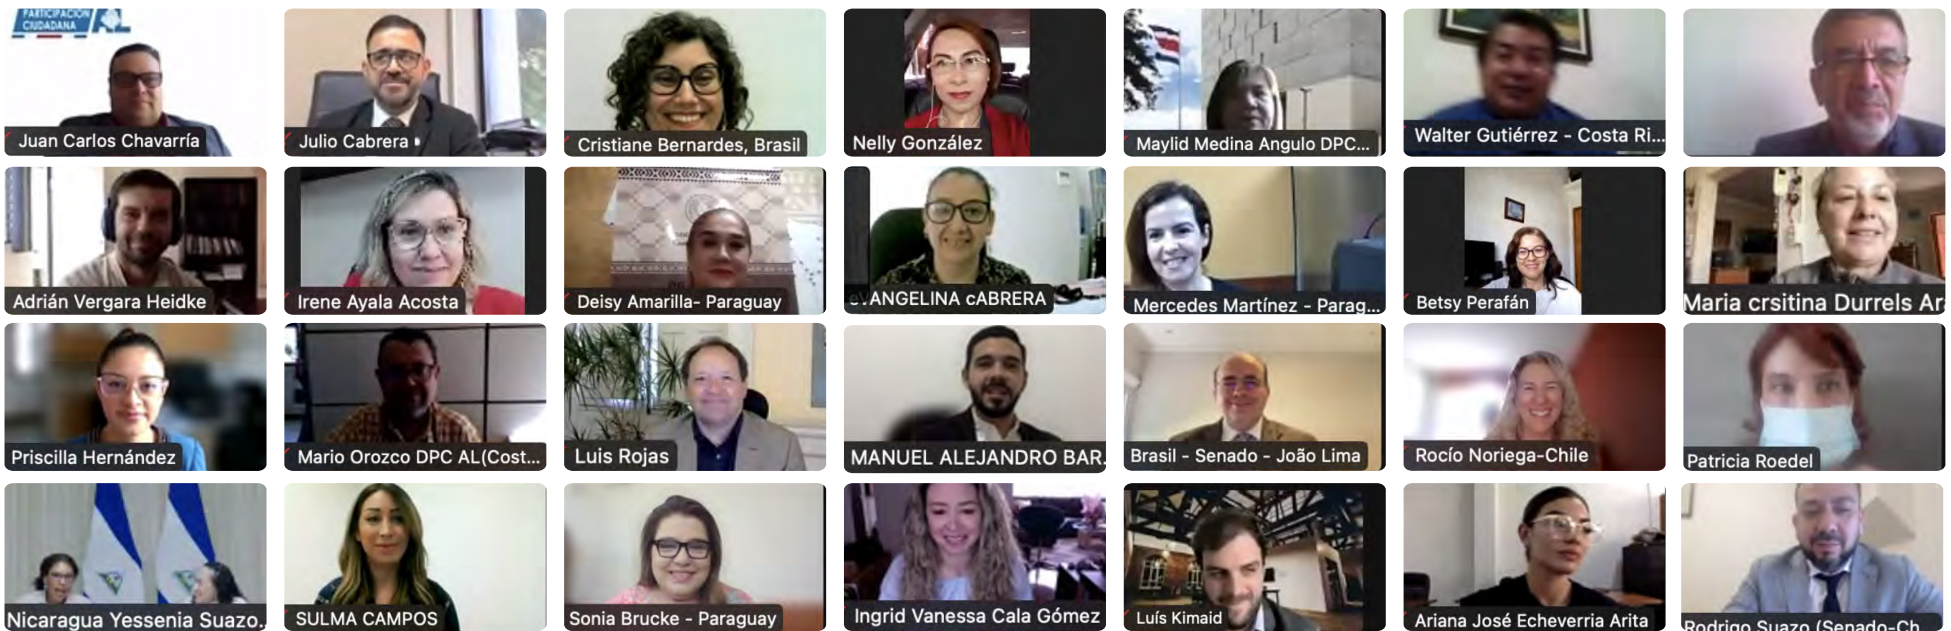 PARTICIPACIÓN
CIUDADANA
AL
Juan Carlos Chavarría
Julio Cabrera
Cristiane Bernardes, Brasil
Nelly González
Maylid Medina Angulo DPC...
Walter Gutiérrez - Costa Ri...
Adrián Vergara Heidke
Irene Ayala Acosta
Deisy Amarilla- Paraguay
evANGELINA cABRERA
Mercedes Martínez - Parag...
Betsy Perafán
Maria crsitina Durrels Ar
Priscilla Hernández
Mario Orozco DPC AL(Cost...
Luis Rojas
MANUEL ALEJANDRO BAR.
Brasil - Senado - João Lima
Rocío Noriega-Chile
Patricia Roedel
Nicaragua Yessenia Suazo.
SULMA CAMPOS
Sonia Brucke - Paraguay
Ingrid Vanessa Cala Gómez
Luís Kimaid
Ariana José Echeverria Arita
Rodrigo Suazo (Senado-Ch